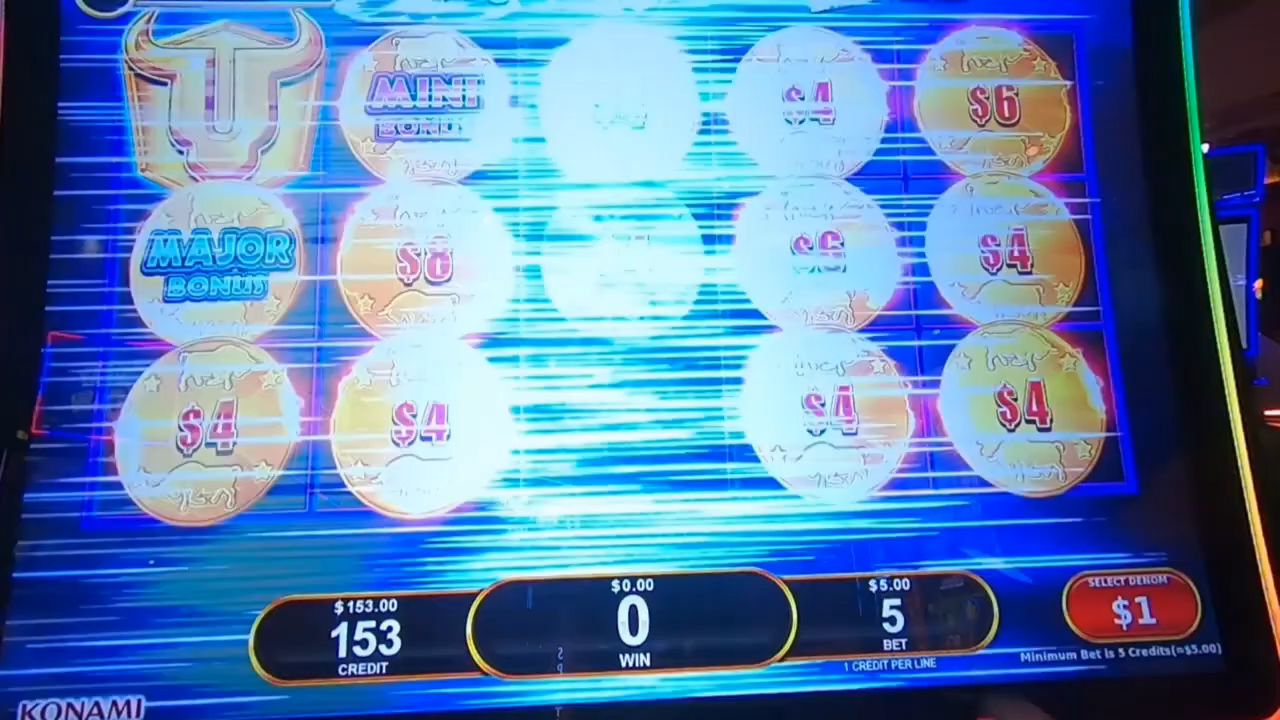 MINI
BONUS
$4
$6
MAJOR
BONUS
$8
$6
$4
$4
$4
$4
$4
$153.00
153
CREDIT
$0.00
0
WIN
$5.00
5
BET
1 CREDIT PER LINE
SELECT DENOM
$1
Minimum Bet is 5 Credits(=$5.00)
KONAMI